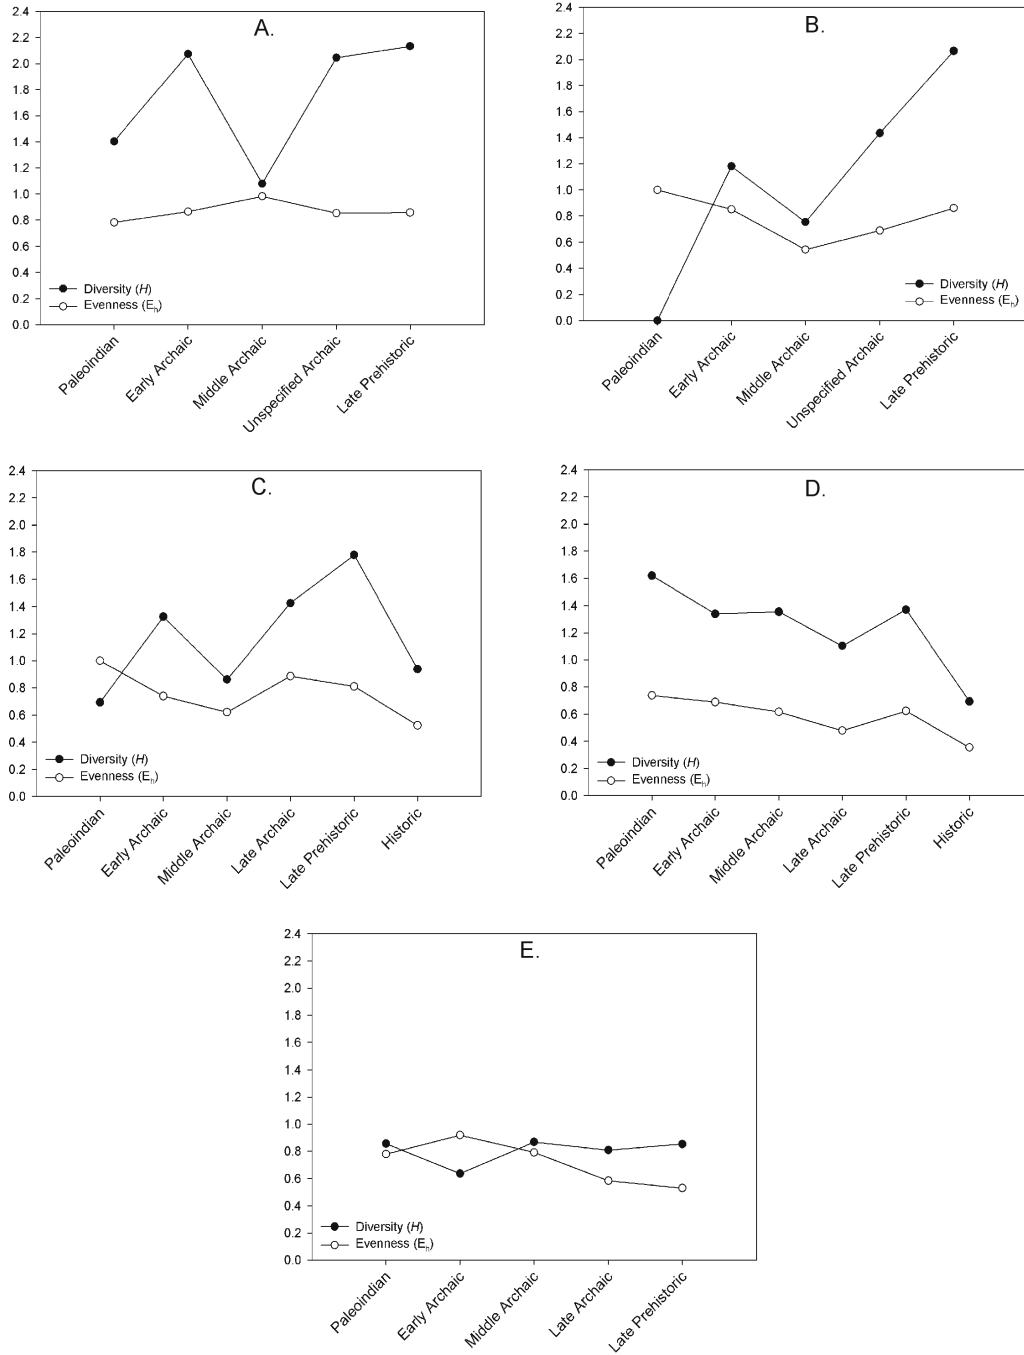 A.
2.4
2.2
2.0
1.8
1.6
1.4
1.2
1.0
0.8
0.6
0.4
0.2
0.0
Diversity (H)
Evenness (Eh)
Paleoindian
Early Archaic
Middle Archaic
Unspecified Archaic
Late Prehistoric
B.
2.4
2.2
2.0
1.8
1.6
1.4
1.2
1.0
0.8
0.6
0.4
0.2
0.0
Diversity (H)
Evenness (Eh)
Paleoindian
Early Archaic
Middle Archaic
Unspecified Archaic
Late Prehistoric
C.
2.4
2.2
2.0
1.8
1.6
1.4
1.2
1.0
0.8
0.6
0.4
0.2
0.0
Diversity (H)
Evenness (Eh)
Paleoindian
Early Archaic
Middle Archaic
Late Archaic
Late Prehistoric
Historic
D.
2.4
2.2
2.0
1.8
1.6
1.4
1.2
1.0
0.8
0.6
0.4
0.2
0.0
Diversity (H)
Evenness (Eh)
Paleoindian
Early Archaic
Middle Archaic
Late Archaic
Late Prehistoric
Historic
E.
2.4
2.2
2.0
1.8
1.6
1.4
1.2
1.0
0.8
0.6
0.4
0.2
0.0
Diversity (H)
Evenness (Eh)
Paleoindian
Early Archaic
Middle Archaic
Late Archaic
Late Prehistoric